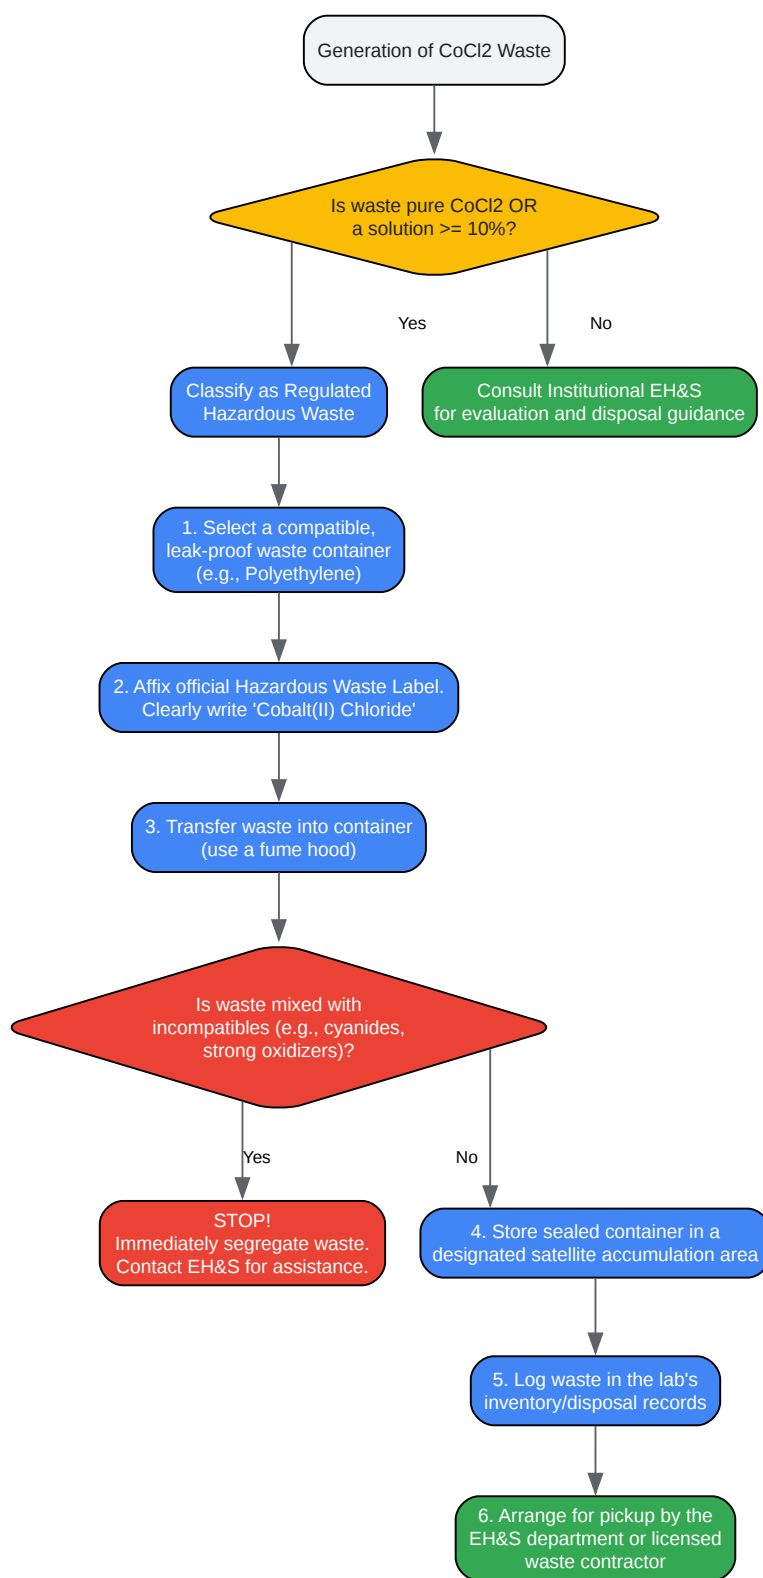 Generation of CoCl2 Waste
Is waste pure CoCl2 OR
a solution >= 10%?
Yes
No
Classify as Regulated
Hazardous Waste
Consult Institutional EH&S
for evaluation and disposal guidance
1. Select a compatible,
leak-proof waste container
(e.g., Polyethylene)
2. Affix official Hazardous Waste Label.
Clearly write 'Cobalt(II) Chloride'
3. Transfer waste into container
(use a fume hood)
Is waste mixed with
incompatibles (e.g., cyanides,
strong oxidizers)?
Yes
No
STOP!
Immediately segregate waste.
Contact EH&S for assistance.
4. Store sealed container in a
designated satellite accumulation area
5. Log waste in the lab's
inventory/disposal records
6. Arrange for pickup by the
EH&S department or licensed
waste contractor